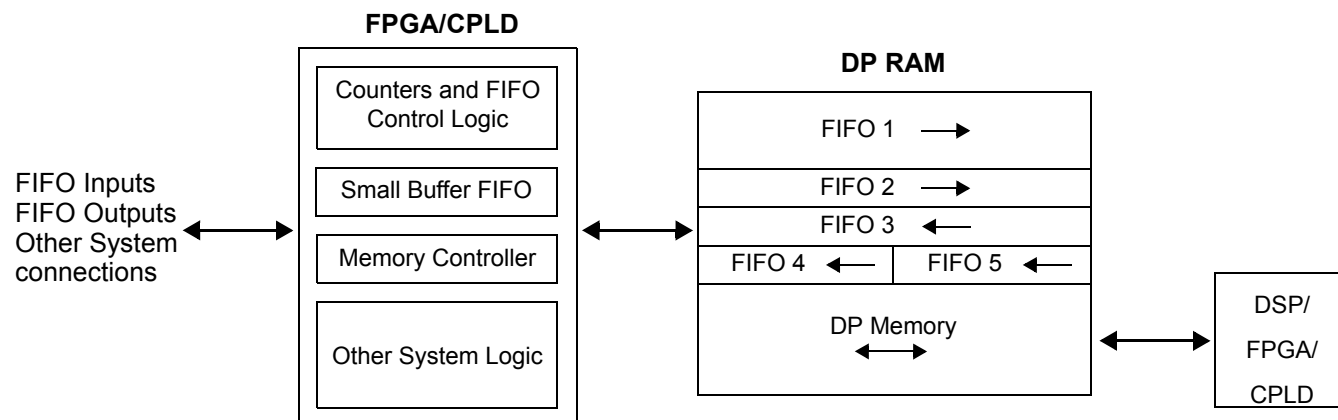 FPGA/CPLD
Counters and FIFO
Control Logic
Small Buffer FIFO
Memory Controller
Other System Logic
FIFO Inputs
FIFO Outputs
Other System
connections
DP RAM
FIFO 1
FIFO 2
FIFO 3
FIFO 4
FIFO 5
DP Memory
DSP/
FPGA/
CPLD